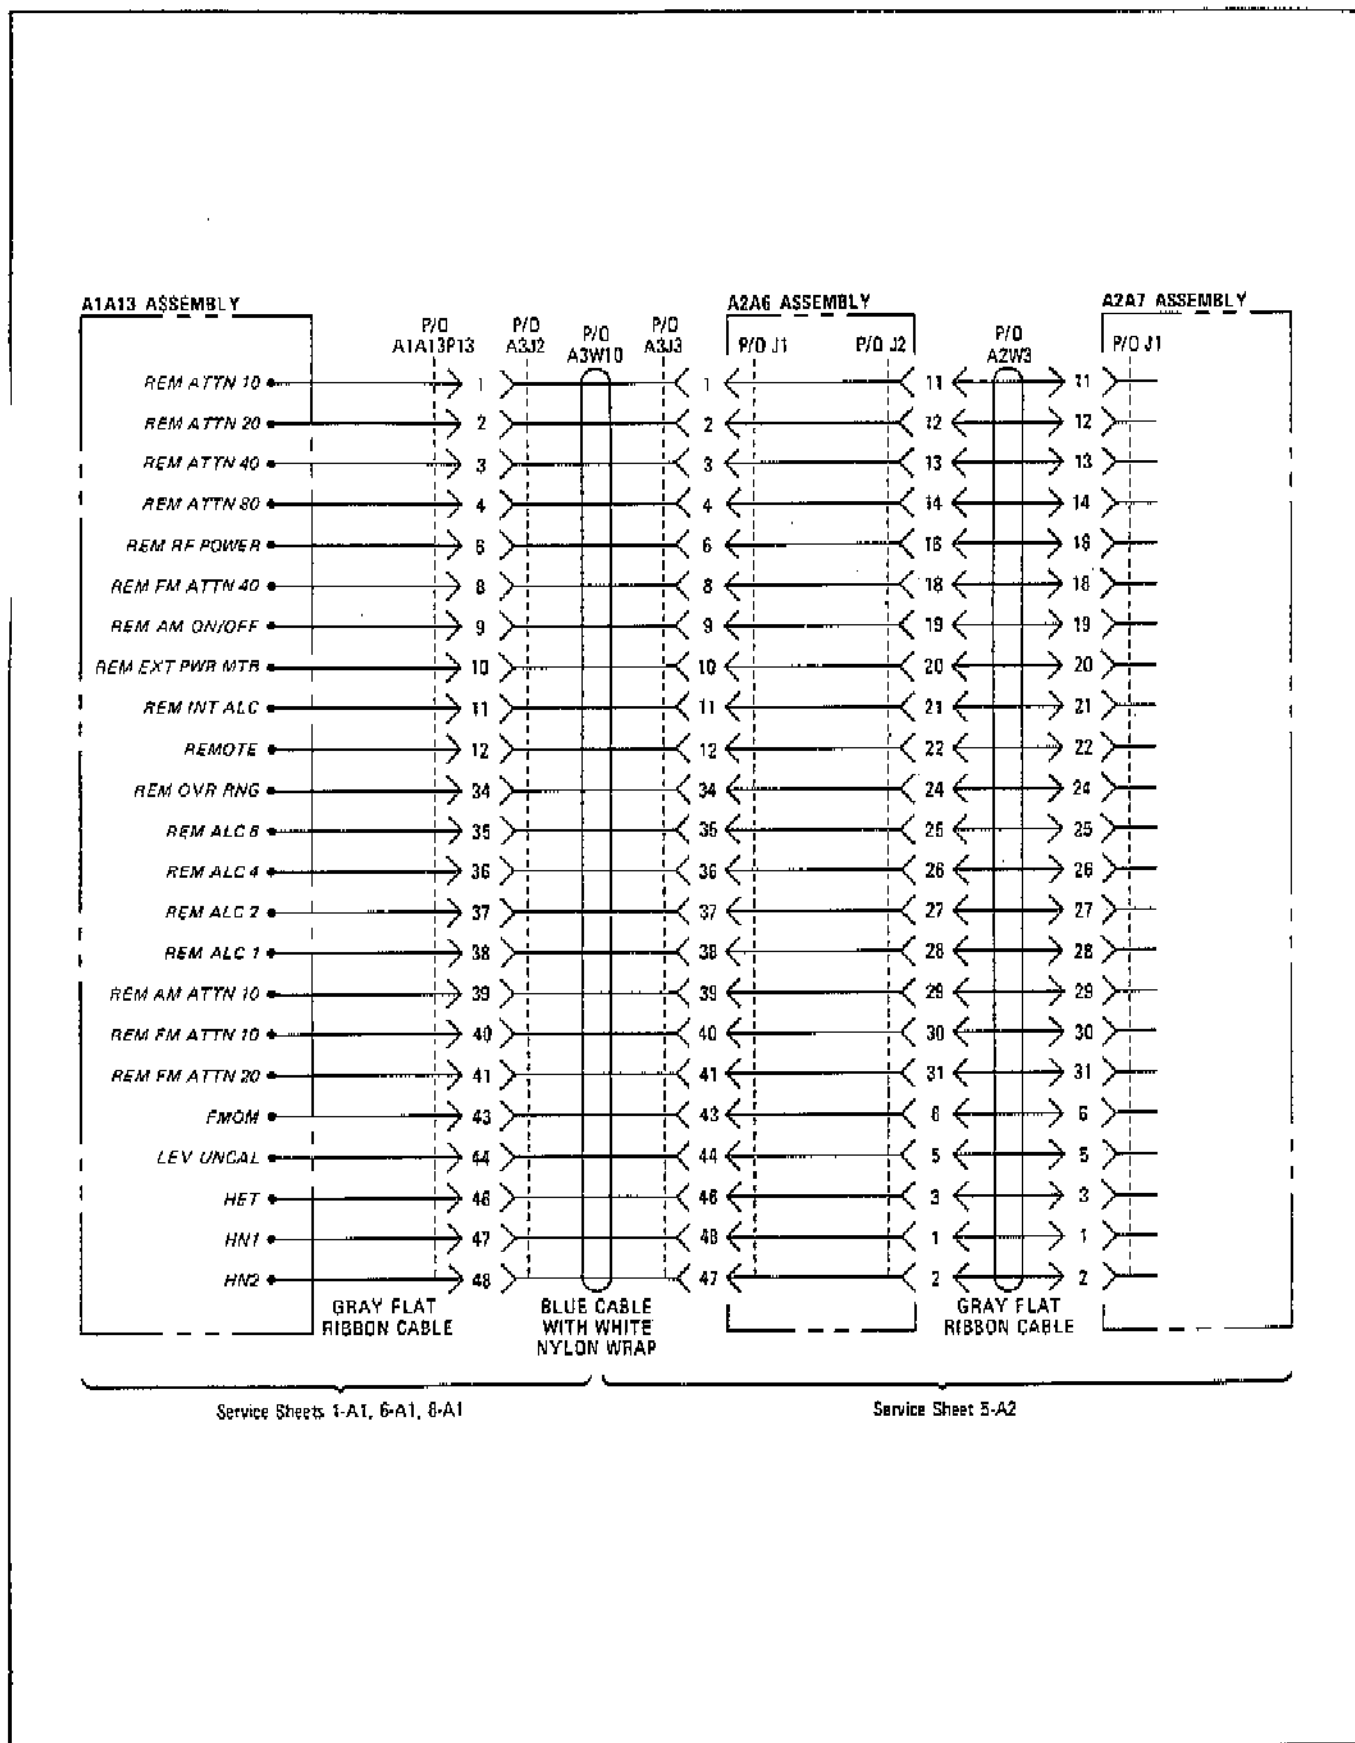 A1A13 ASSEMBLY
A2A6 ASSEMBLY
A2A7 ASSEMBLY
P/O A1A13P13
P/O A3J2
P/O A3W10
P/O A3J3
P/O J1
P/O J2
P/O A2W3
P/O J1
REM ATTN 10 1 1 11 11
REM ATTN 20 2 2 12 12
REM ATTN 40 3 3 13 13
REM ATTN 80 4 4 14 14
REM RF POWER 6 6 16
REM FM ATTN 40 8 8 18 18
REM AM ON/OFF 9 9 19 19
REM EXT PWR MTR 10 10 20 20
REM INT ALC 11 11 21 21
REMOTE 12 12 22 22
REM OVR RNG 34 34 24 24
REM ALC 8 35 35 25 25
REM ALC 4 36 36 26 26
REM ALC 2 37 37 27 27
REM ALC 1 38 38 28 28
REM AM ATTN 10 39 39 29 29
REM FM ATTN 10 40 40 30 30
REM FM ATTN 20 41 41 31 31
FMOM 43 43 6 6
LEV UNCAL 44 44 5 5
HET 46 46 3 3
HN1 47 48 1 1
HN2 48 47 2 2
GRAY FLAT
RIBBON CABLE
BLUE CABLE
WITH WHITE
NYLON WRAP
GRAY FLAT
RIBBON CABLE
Service Sheets 1-A1, 6-A1, 8-A1
Service Sheet 5-A2